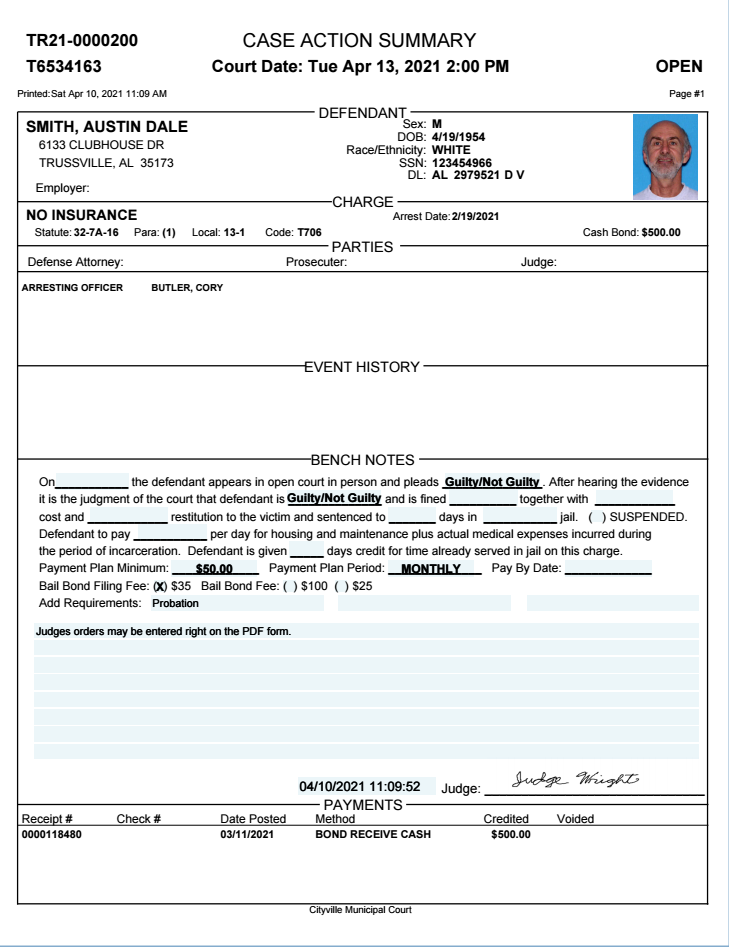 TR21-0000200 CASE ACTION SUMMARY
T6534163 Court Date: Tue Apr 13, 2021 2:00 PM OPEN
Printed:Sat Apr 10, 2021 11:09 AM Page #1
DEFENDANT
SMITH, AUSTIN DALE Sex: M
6133 CLUBHOUSE DR DOB: 4/19/1954
TRUSSVILLE, AL 35173 Race/Ethnicity: WHITE
SSN: 123454966
DL: AL 2979521 D V
Employer:
CHARGE
NO INSURANCE Arrest Date: 2/19/2021
Statute: 32-7A-16 Para: (1) Local: 13-1 Code: T706 Cash Bond: $500.00
PARTIES
Defense Attorney: Prosecuter: Judge:
ARRESTING OFFICER BUTLER, CORY
EVENT HISTORY
BENCH NOTES
On____________ the defendant appears in open court in person and pleads Guilty/Not Guilty . After hearing the evidence
it is the judgment of the court that defendant is Guilty/Not Guilty and is fined ___________ together with ____________
cost and ____________ restitution to the victim and sentenced to _______ days in ___________ jail. ( ) SUSPENDED.
Defendant to pay ___________ per day for housing and maintenance plus actual medical expenses incurred during
the period of incarceration. Defendant is given _____ days credit for time already served in jail on this charge.
Payment Plan Minimum: $50.00 Payment Plan Period: MONTHLY Pay By Date: _____________
Bail Bond Filing Fee: (X) $35 Bail Bond Fee: ( ) $100 ( ) $25
Add Requirements: Probation
Judges orders may be entered right on the PDF form.
04/10/2021 11:09:52 Judge: Judge Wright
PAYMENTS
Receipt # Check # Date Posted Method Credited Voided
0000118480 03/11/2021 BOND RECEIVE CASH $500.00
Cityville Municipal Court